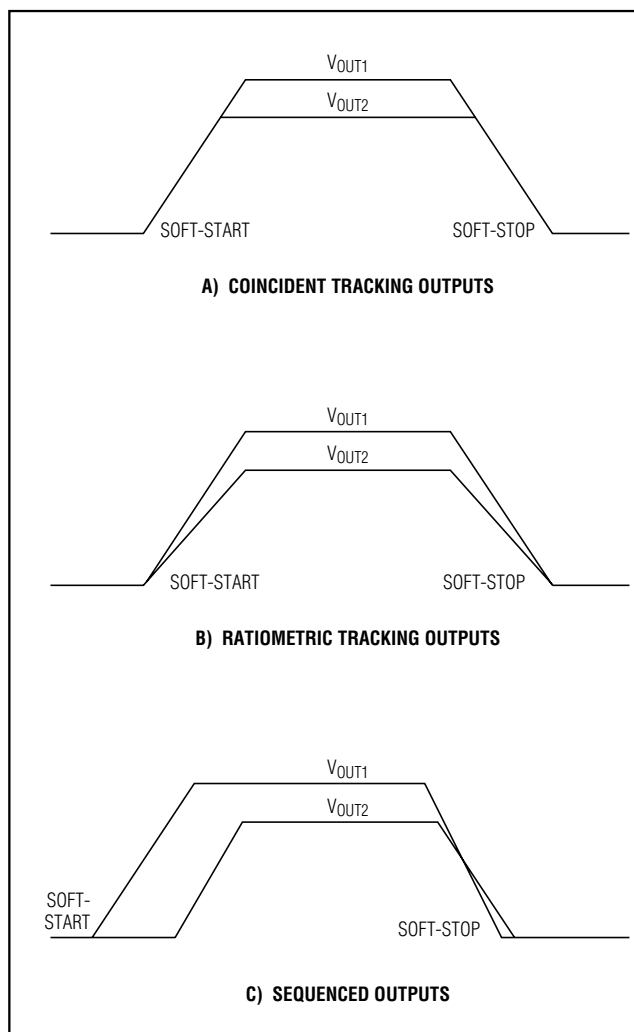 VOUT1
VOUT2
SOFT-START
SOFT-STOP
A) COINCIDENT TRACKING OUTPUTS
VOUT1
VOUT2
SOFT-START
SOFT-STOP
B) RATIOMETRIC TRACKING OUTPUTS
VOUT1
VOUT2
SOFT-
START
SOFT-STOP
C) SEQUENCED OUTPUTS